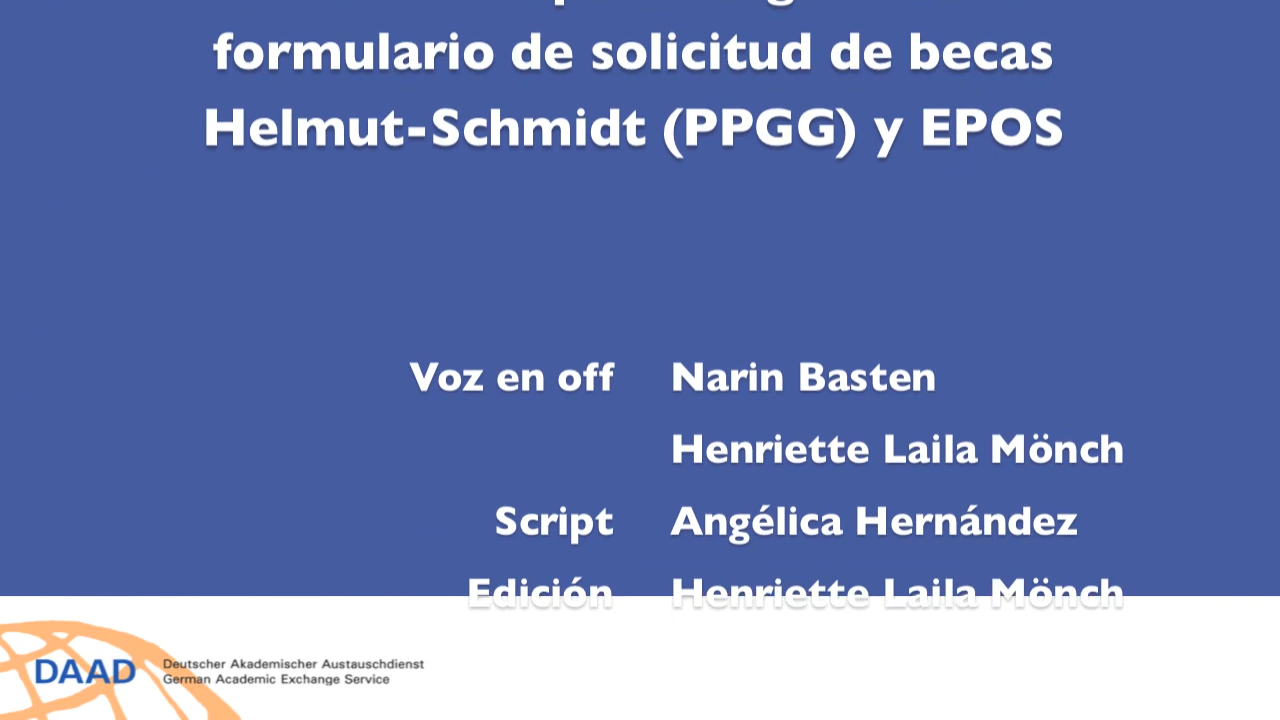 formulario de solicitud de becas
Helmut-Schmidt (PPGG) y EPOS
Voz en off Narin Basten
Henriette Laila Mönch
Script Angélica Hernández
Edición Henriette Laila Mönch
DAAD Deutscher Akademischer Austauschdienst
German Academic Exchange Service